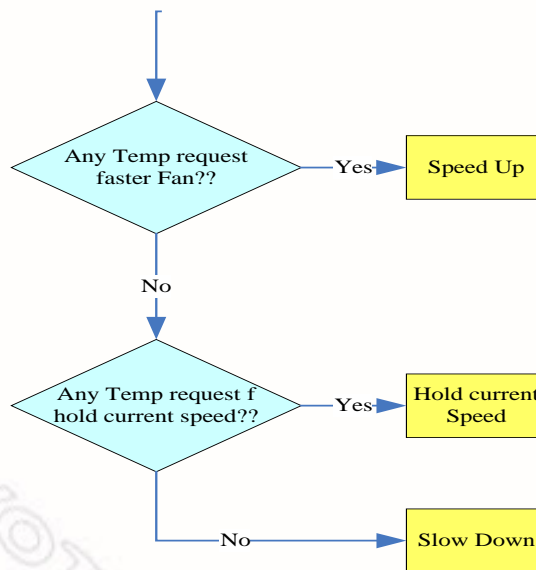 Any Temp request
faster Fan??
Yes
Speed Up
No
Any Temp request f
hold current speed??
Yes
Hold current
Speed
No
Slow Down